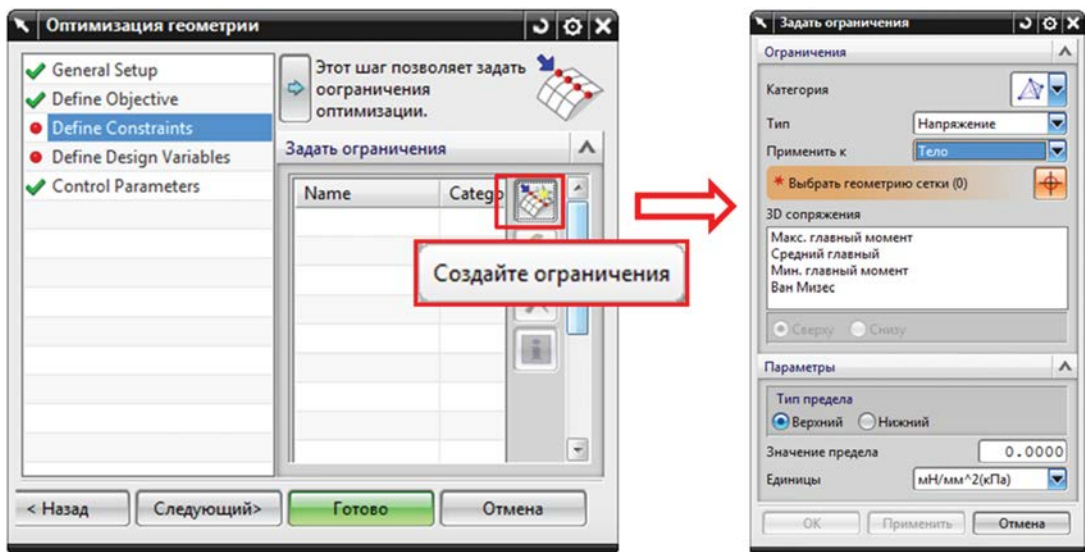 Оптимизация геометрии
General Setup
Define Objective
Define Constraints
Define Design Variables
Control Parameters
Этот шаг позволяет задать
оограничения
оптимизации.
Задать ограничения
Name Catego
Создайте ограничения
< Назад Следующий> Готово Отмена
Задать ограничения
Ограничения
Категория
Тип Напряжение
Применить к Тело
* Выбрать геометрию сетки (0)
3D сопряжения
Макс. главный момент
Средний главный
Мин. главный момент
Ван Мизес
Сверху Снизу
Параметры
Тип предела
Верхний Нижний
Значение предела 0.0000
Единицы мН/мм^2(кПа)
ОК Применить Отмена